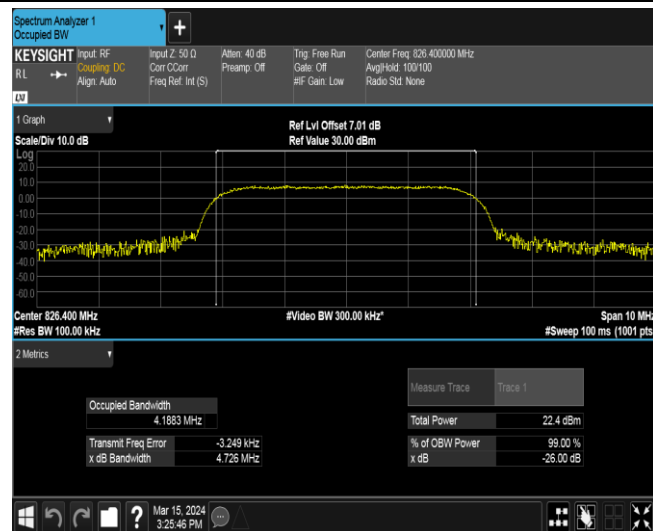 Spectrum Analyzer 1
Occupied BW
+
KEYSIGHT Input: RF Input Z: 50 Ω Atten: 40 dB Trig: Free Run Center Freq: 826.400000 MHz
RL Coupling: DC Corr CCorr Preamp: Off Gate: Off Avg|Hold: 100/100
Align: Auto Freq Ref: Int (S) #IF Gain: Low Radio Std: None
LXI
1 Graph
Ref Lvl Offset 7.01 dB
Scale/Div 10.0 dB Ref Value 30.00 dBm
Log
20.0
10.0
0.00
-10.0
-20.0
-30.0
-40.0
-50.0
-60.0
Center 826.400 MHz #Video BW 300.00 kHz* Span 10 MHz
#Res BW 100.00 kHz #Sweep 100 ms (1001 pts
2 Metrics
Measure Trace Trace 1
Occupied Bandwidth
4.1883 MHz Total Power 22.4 dBm
Transmit Freq Error -3.249 kHz % of OBW Power 99.00 %
x dB Bandwidth 4.726 MHz x dB -26.00 dB
? Mar 15, 2024
3:25:46 PM